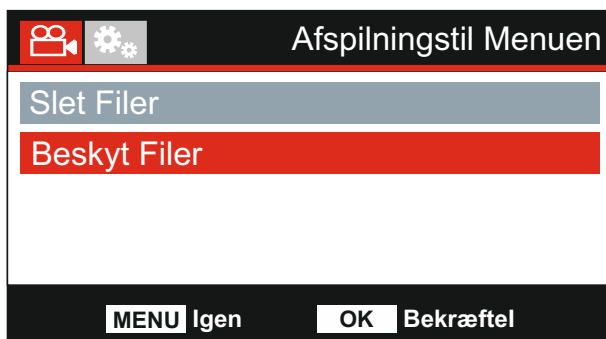 Afspilningstil Menuen
Slet Filer
Beskyt Filer
MENU Igen OK Bekræftel